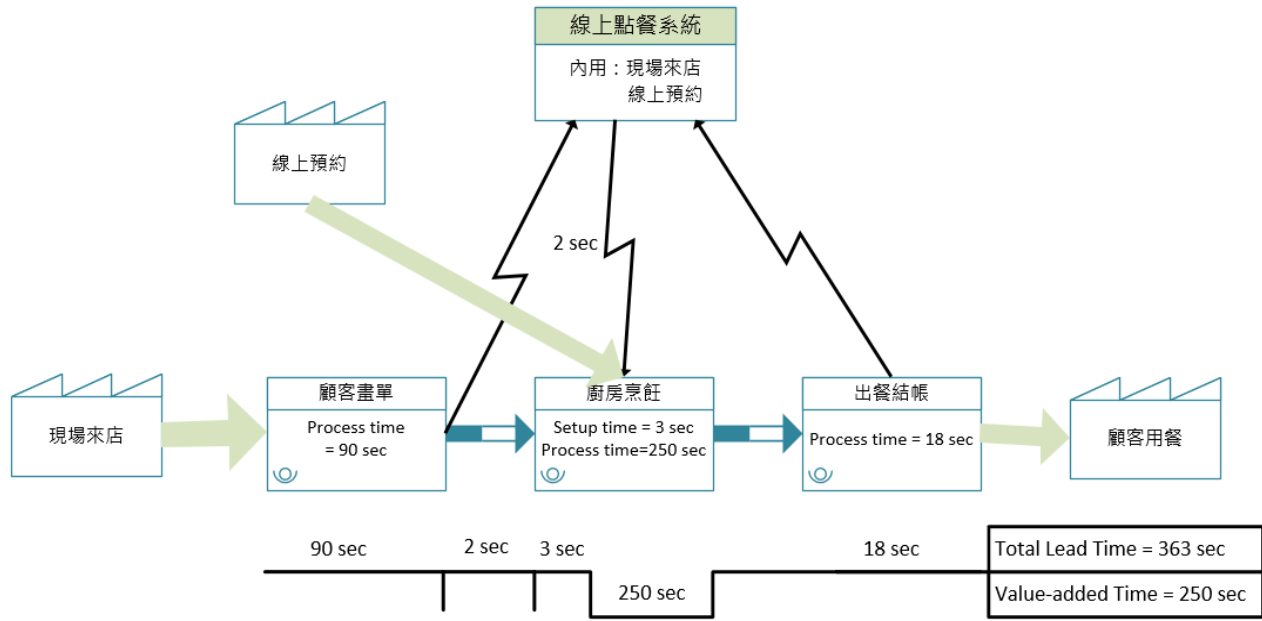 線上點餐系統
內用：現場來店
線上預約
線上預約
2 sec
現場來店
顧客畫單
Process time
= 90 sec
廚房烹飪
Setup time = 3 sec
Process time=250 sec
出餐結帳
Process time = 18 sec
顧客用餐
90 sec
2 sec
3 sec
250 sec
18 sec
Total Lead Time = 363 sec
Value-added Time = 250 sec